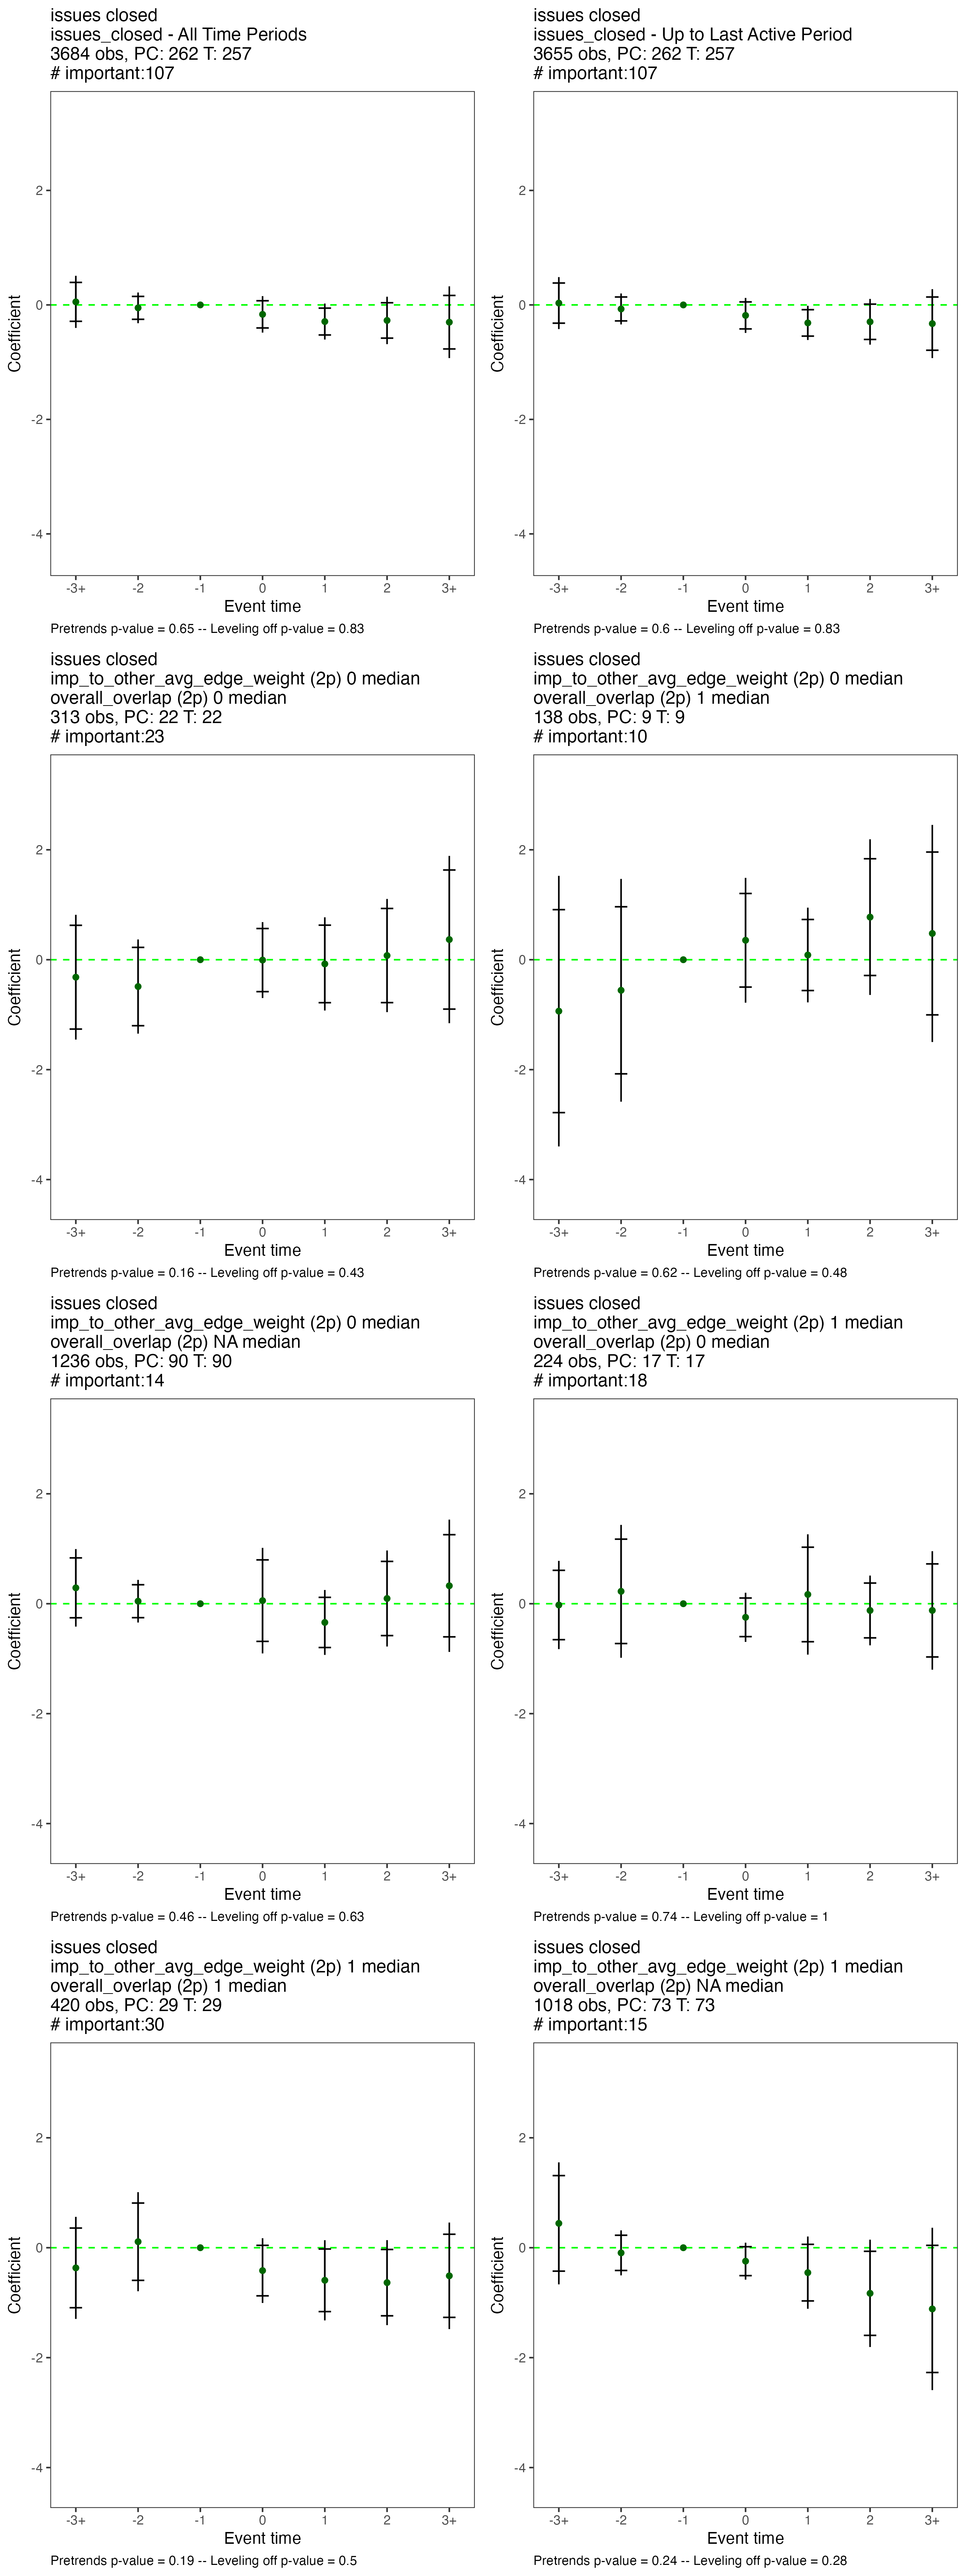 issues closed
issues_closed - All Time Periods
3684 obs, PC: 262 T: 257
# important:107
2
0
-2
-4
Coefficient
-3+ -2 -1 0 1 2 3+
Event time
Pretrends p-value = 0.65 -- Leveling off p-value = 0.83
issues closed
issues_closed - Up to Last Active Period
3655 obs, PC: 262 T: 257
# important:107
2
0
-2
-4
Coefficient
-3+ -2 -1 0 1 2 3+
Event time
Pretrends p-value = 0.6 -- Leveling off p-value = 0.83
issues closed
imp_to_other_avg_edge_weight (2p) 0 median
overall_overlap (2p) 0 median
313 obs, PC: 22 T: 22
# important:23
2
0
-2
-4
Coefficient
-3+ -2 -1 0 1 2 3+
Event time
Pretrends p-value = 0.16 -- Leveling off p-value = 0.43
issues closed
imp_to_other_avg_edge_weight (2p) 0 median
overall_overlap (2p) 1 median
138 obs, PC: 9 T: 9
# important:10
2
0
-2
-4
Coefficient
-3+ -2 -1 0 1 2 3+
Event time
Pretrends p-value = 0.62 -- Leveling off p-value = 0.48
issues closed
imp_to_other_avg_edge_weight (2p) 0 median
overall_overlap (2p) NA median
1236 obs, PC: 90 T: 90
# important:14
2
0
-2
-4
Coefficient
-3+ -2 -1 0 1 2 3+
Event time
Pretrends p-value = 0.46 -- Leveling off p-value = 0.63
issues closed
imp_to_other_avg_edge_weight (2p) 1 median
overall_overlap (2p) 0 median
224 obs, PC: 17 T: 17
# important:18
2
0
-2
-4
Coefficient
-3+ -2 -1 0 1 2 3+
Event time
Pretrends p-value = 0.74 -- Leveling off p-value = 1
issues closed
imp_to_other_avg_edge_weight (2p) 1 median
overall_overlap (2p) 1 median
420 obs, PC: 29 T: 29
# important:30
2
0
-2
-4
Coefficient
-3+ -2 -1 0 1 2 3+
Event time
Pretrends p-value = 0.19 -- Leveling off p-value = 0.5
issues closed
imp_to_other_avg_edge_weight (2p) 1 median
overall_overlap (2p) NA median
1018 obs, PC: 73 T: 73
# important:15
2
0
-2
-4
Coefficient
-3+ -2 -1 0 1 2 3+
Event time
Pretrends p-value = 0.24 -- Leveling off p-value = 0.28